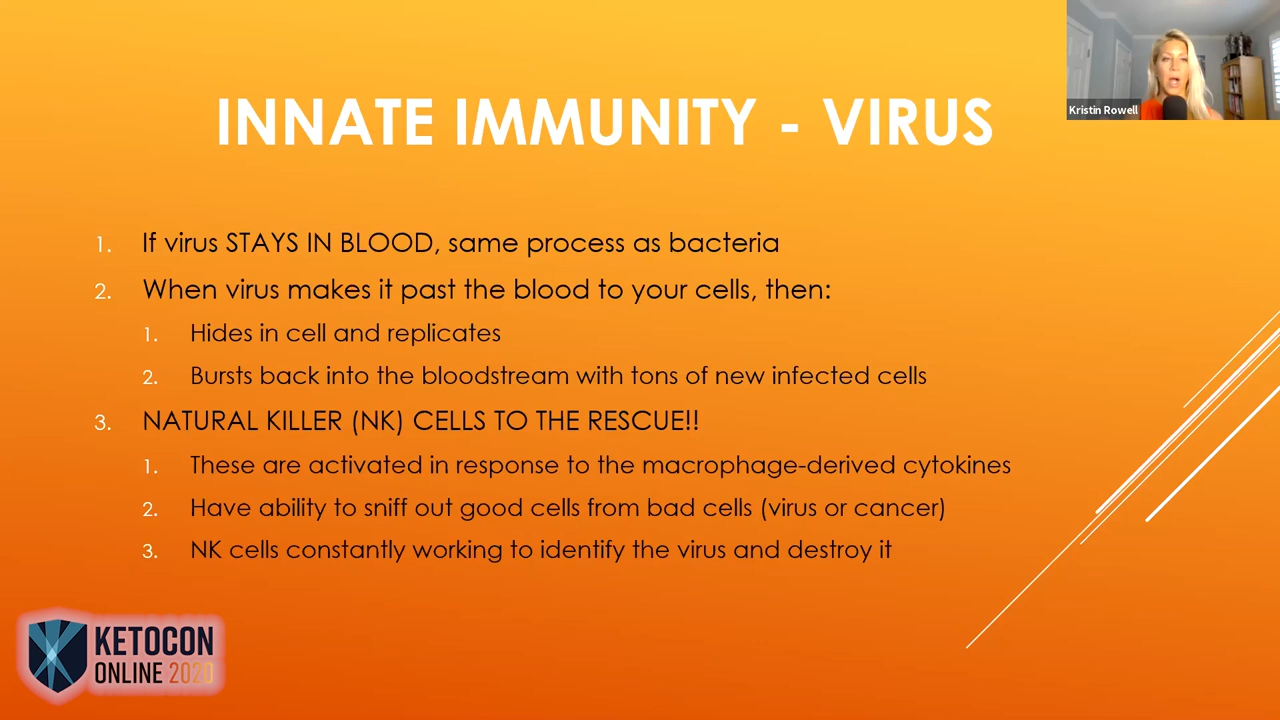 INNATE IMMUNITY - VIRUS
Kristin Rowell
1. If virus STAYS IN BLOOD, same process as bacteria
2. When virus makes it past the blood to your cells, then:
1. Hides in cell and replicates
2. Bursts back into the bloodstream with tons of new infected cells
3. NATURAL KILLER (NK) CELLS TO THE RESCUE!!
1. These are activated in response to the macrophage-derived cytokines
2. Have ability to sniff out good cells from bad cells (virus or cancer)
3. NK cells constantly working to identify the virus and destroy it
KETOCON
ONLINE 2020